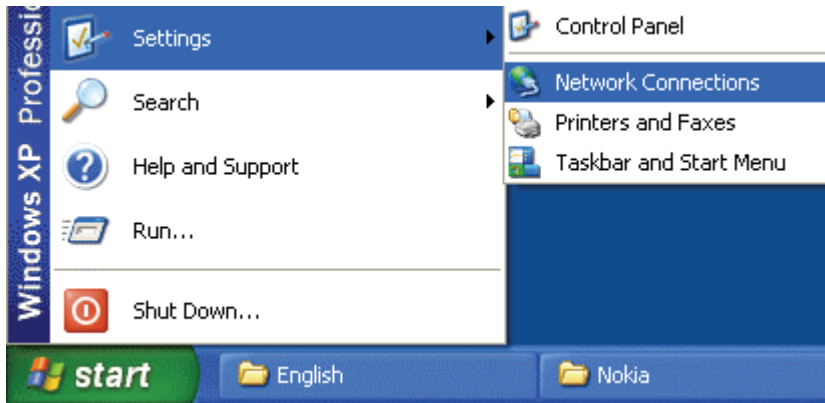 Windows XP Professio
Settings
Search
Help and Support
Run...
Shut Down...
Control Panel
Network Connections
Printers and Faxes
Taskbar and Start Menu
start
English
Nokia